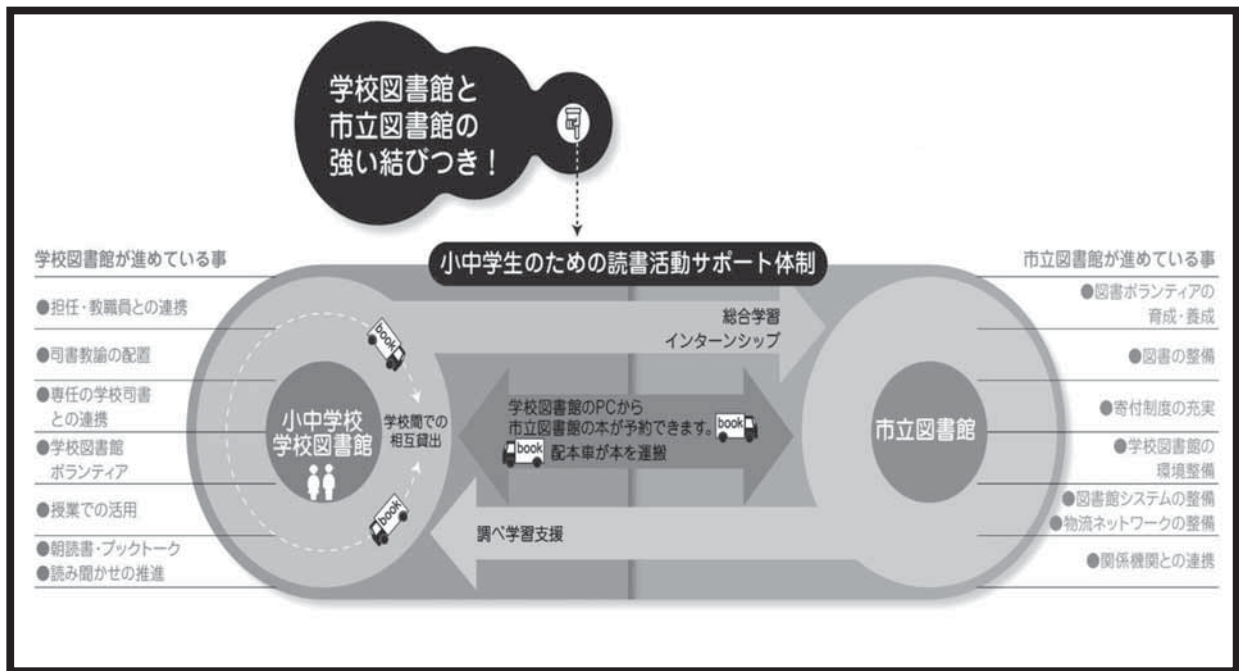 学校図書館と
市立図書館の
強い結びつき!
小中学生のための読書活動サポート体制
学校図書館が進めている事
●担任・教職員との連携
●司書教諭の配置
●専任の学校司書
との連携
●学校図書館
ボランティア
●授業での活用
●朝読書・ブックトーク
●読み聞かせの推進
book
小中学校
学校図書館
学校間での
相互貸出
book
総合学習
インターンシップ
学校図書館のPCから
市立図書館の本が予約できます。
book
book
配本車が本を運搬
調べ学習支援
市立図書館
市立図書館が進めている事
●図書ボランティアの
育成・養成
●図書の整備
●寄付制度の充実
●学校図書館の
環境整備
●図書館システムの整備
●物流ネットワークの整備
●関係機関との連携